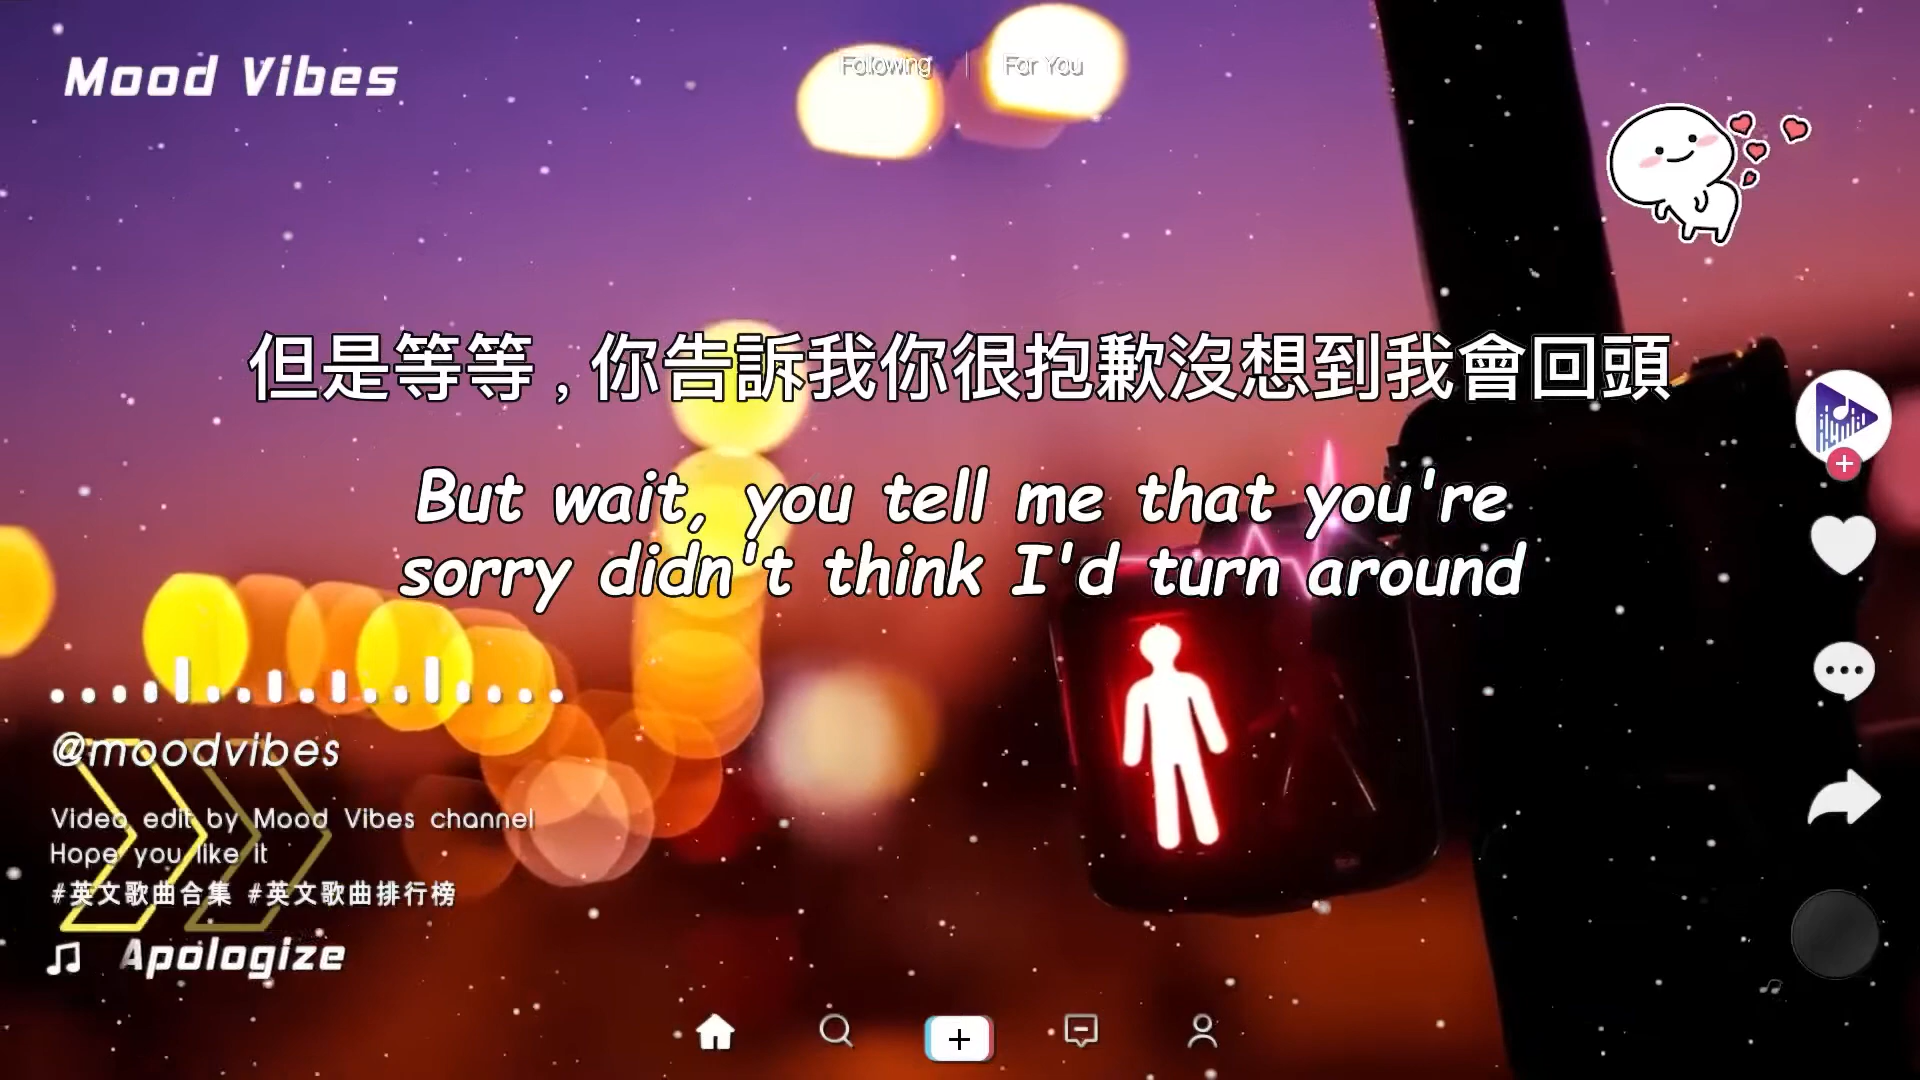 Mood Vibes
Following | For You
但是等等 , 你告訴我你很抱歉沒想到我會回頭
But wait, you tell me that you're
sorry didn't think I'd turn around
@moodvibes
Video edit by Mood Vibes channel
Hope you like it
#英文歌曲合集 #英文歌曲排行榜
Apologize